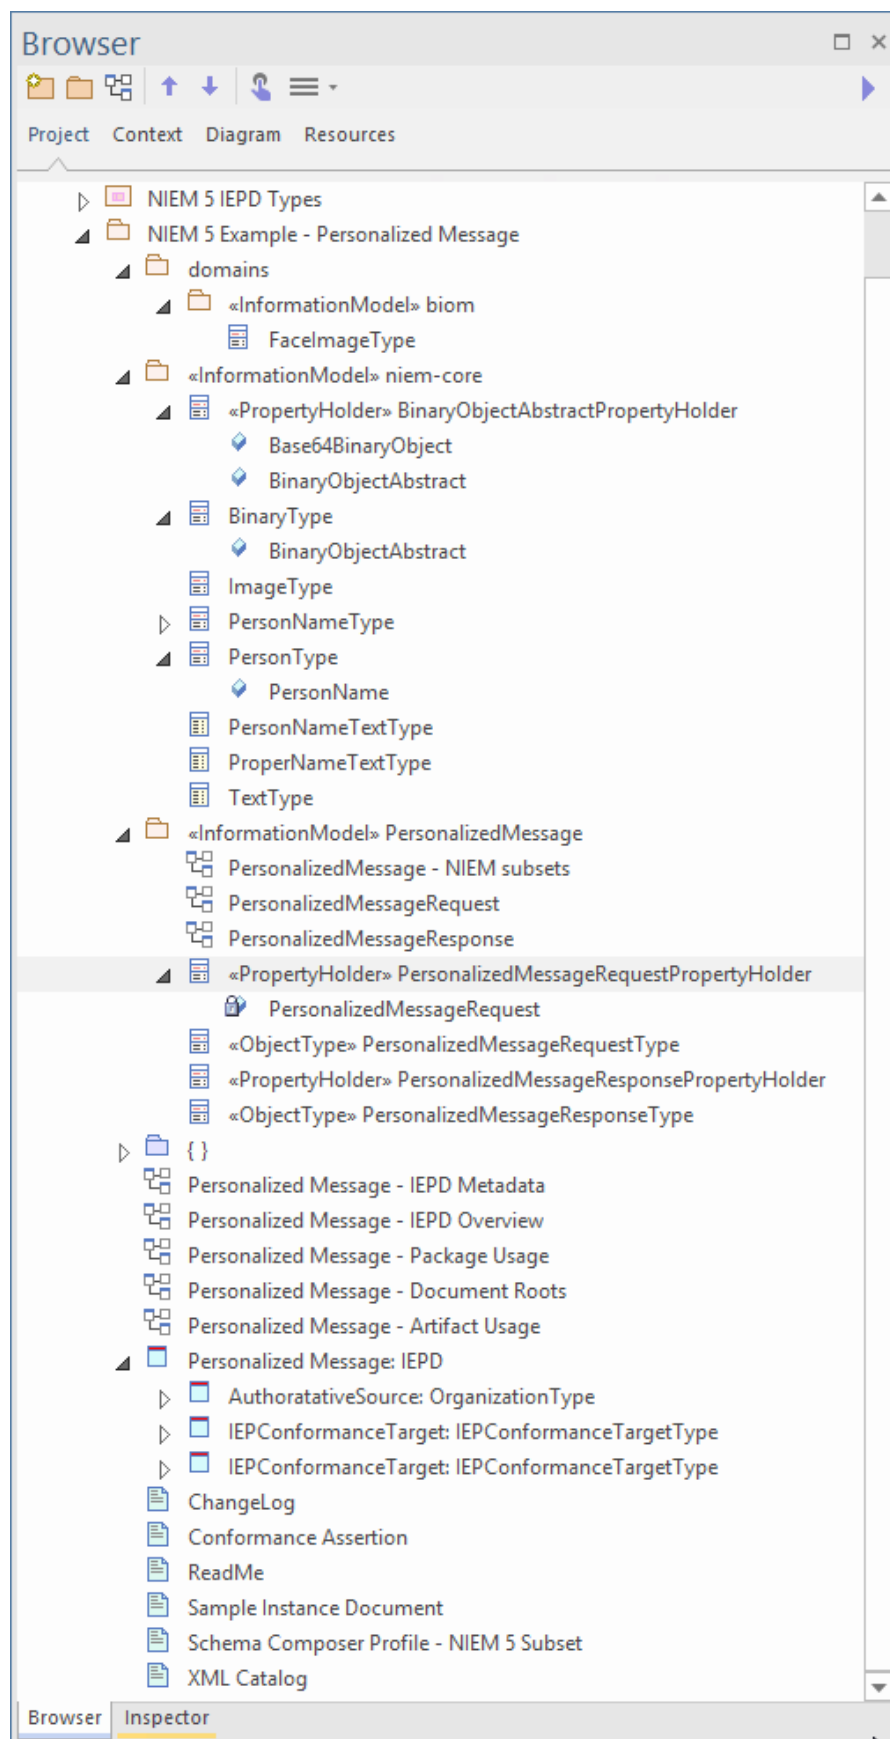 Browser
Project Context Diagram Resources
NIEM 5 IEPD Types
NIEM 5 Example - Personalized Message
domains
«InformationModel» biom
FaceImageType
«InformationModel» niem-core
«PropertyHolder» BinaryObjectAbstractPropertyHolder
Base64BinaryObject
BinaryObjectAbstract
BinaryType
BinaryObjectAbstract
ImageType
PersonNameType
PersonType
PersonName
PersonNameTextType
ProperNameTextType
TextType
«InformationModel» PersonalizedMessage
PersonalizedMessage - NIEM subsets
PersonalizedMessageRequest
PersonalizedMessageResponse
«PropertyHolder» PersonalizedMessageRequestPropertyHolder
PersonalizedMessageRequest
«ObjectType» PersonalizedMessageRequestType
«PropertyHolder» PersonalizedMessageResponsePropertyHolder
«ObjectType» PersonalizedMessageResponseType
{ }
Personalized Message - IEPD Metadata
Personalized Message - IEPD Overview
Personalized Message - Package Usage
Personalized Message - Document Roots
Personalized Message - Artifact Usage
Personalized Message: IEPD
AuthoratativeSource: OrganizationType
IEPConformanceTarget: IEPConformanceTargetType
IEPConformanceTarget: IEPConformanceTargetType
ChangeLog
Conformance Assertion
ReadMe
Sample Instance Document
Schema Composer Profile - NIEM 5 Subset
XML Catalog
Browser Inspector